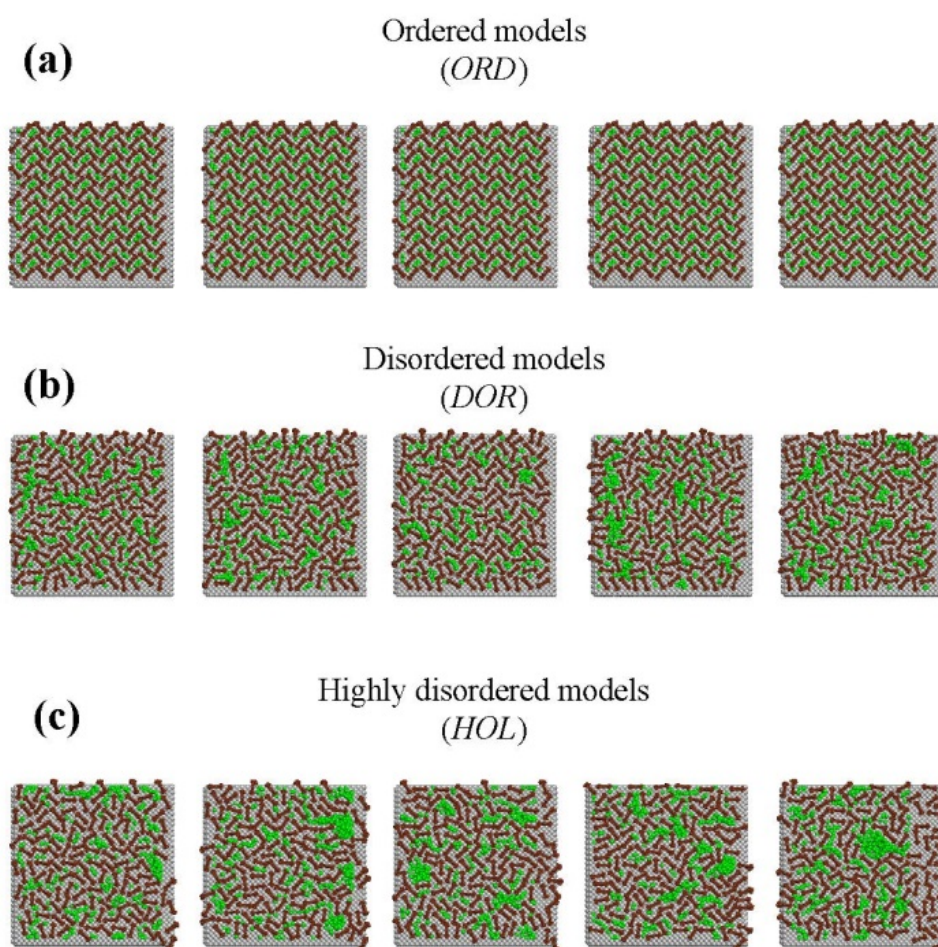 Ordered models
(a)
(ORD)
Disordered models
(b)
(DOR)
Highly disordered models
(c)
(HOL)